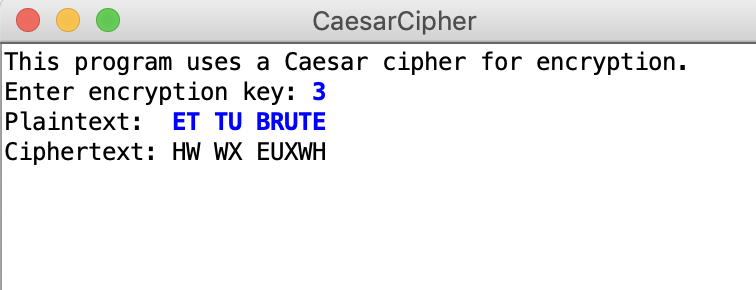 CaesarCipher
This program uses a Caesar cipher for encryption.
Enter encryption key: 3
Plaintext:  ET TU BRUTE
Ciphertext: HW WX EUXWH